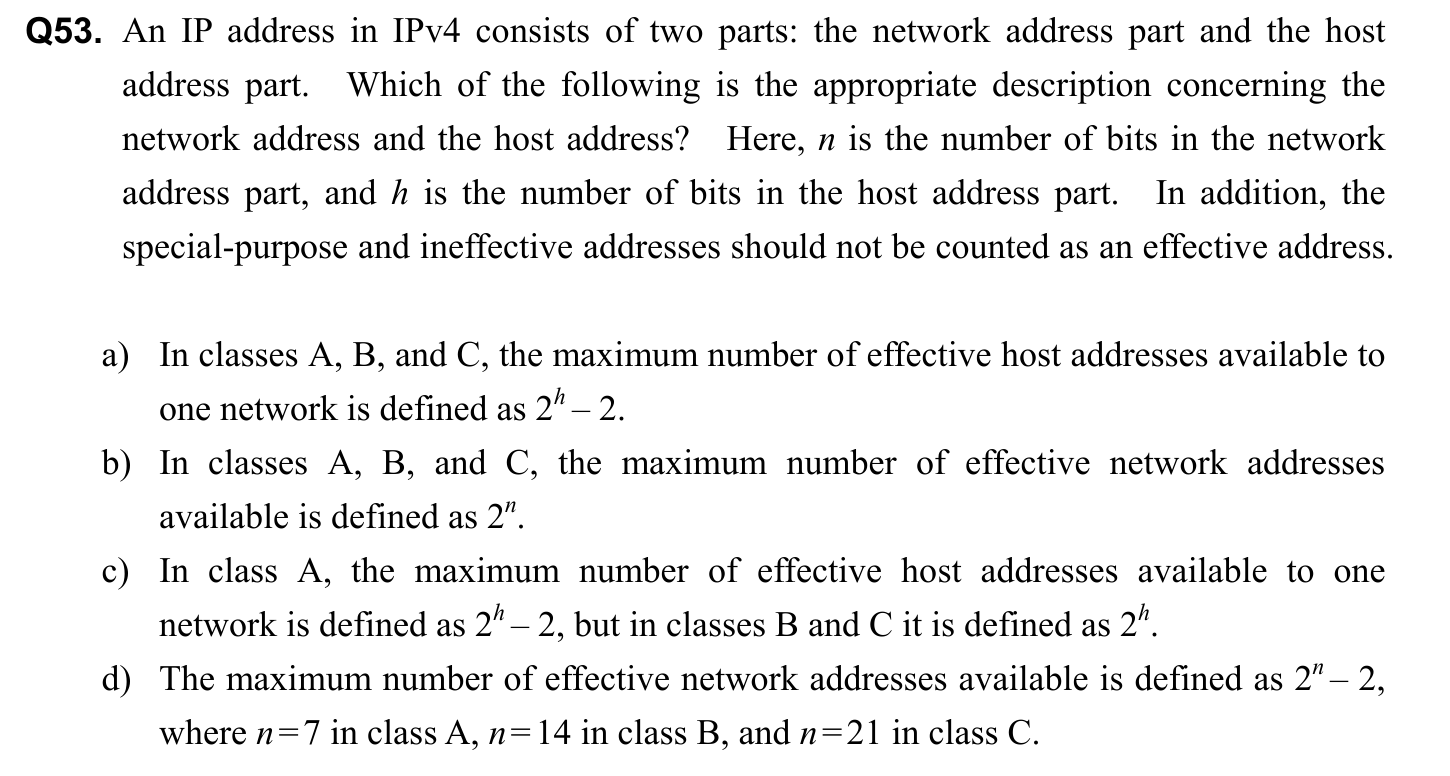 Q53. An IP address in IPv4 consists of two parts: the network address part and the host
address part. Which of the following is the appropriate description concerning the
network address and the host address? Here, n is the number of bits in the network
address part, and h is the number of bits in the host address part. In addition, the
special-purpose and ineffective addresses should not be counted as an effective address.
a) In classes A, B, and C, the maximum number of effective host addresses available to
one network is defined as 2^h – 2.
b) In classes A, B, and C, the maximum number of effective network addresses
available is defined as 2^n.
c) In class A, the maximum number of effective host addresses available to one
network is defined as 2^h – 2, but in classes B and C it is defined as 2^h.
d) The maximum number of effective network addresses available is defined as 2^n – 2,
where n=7 in class A, n=14 in class B, and n=21 in class C.